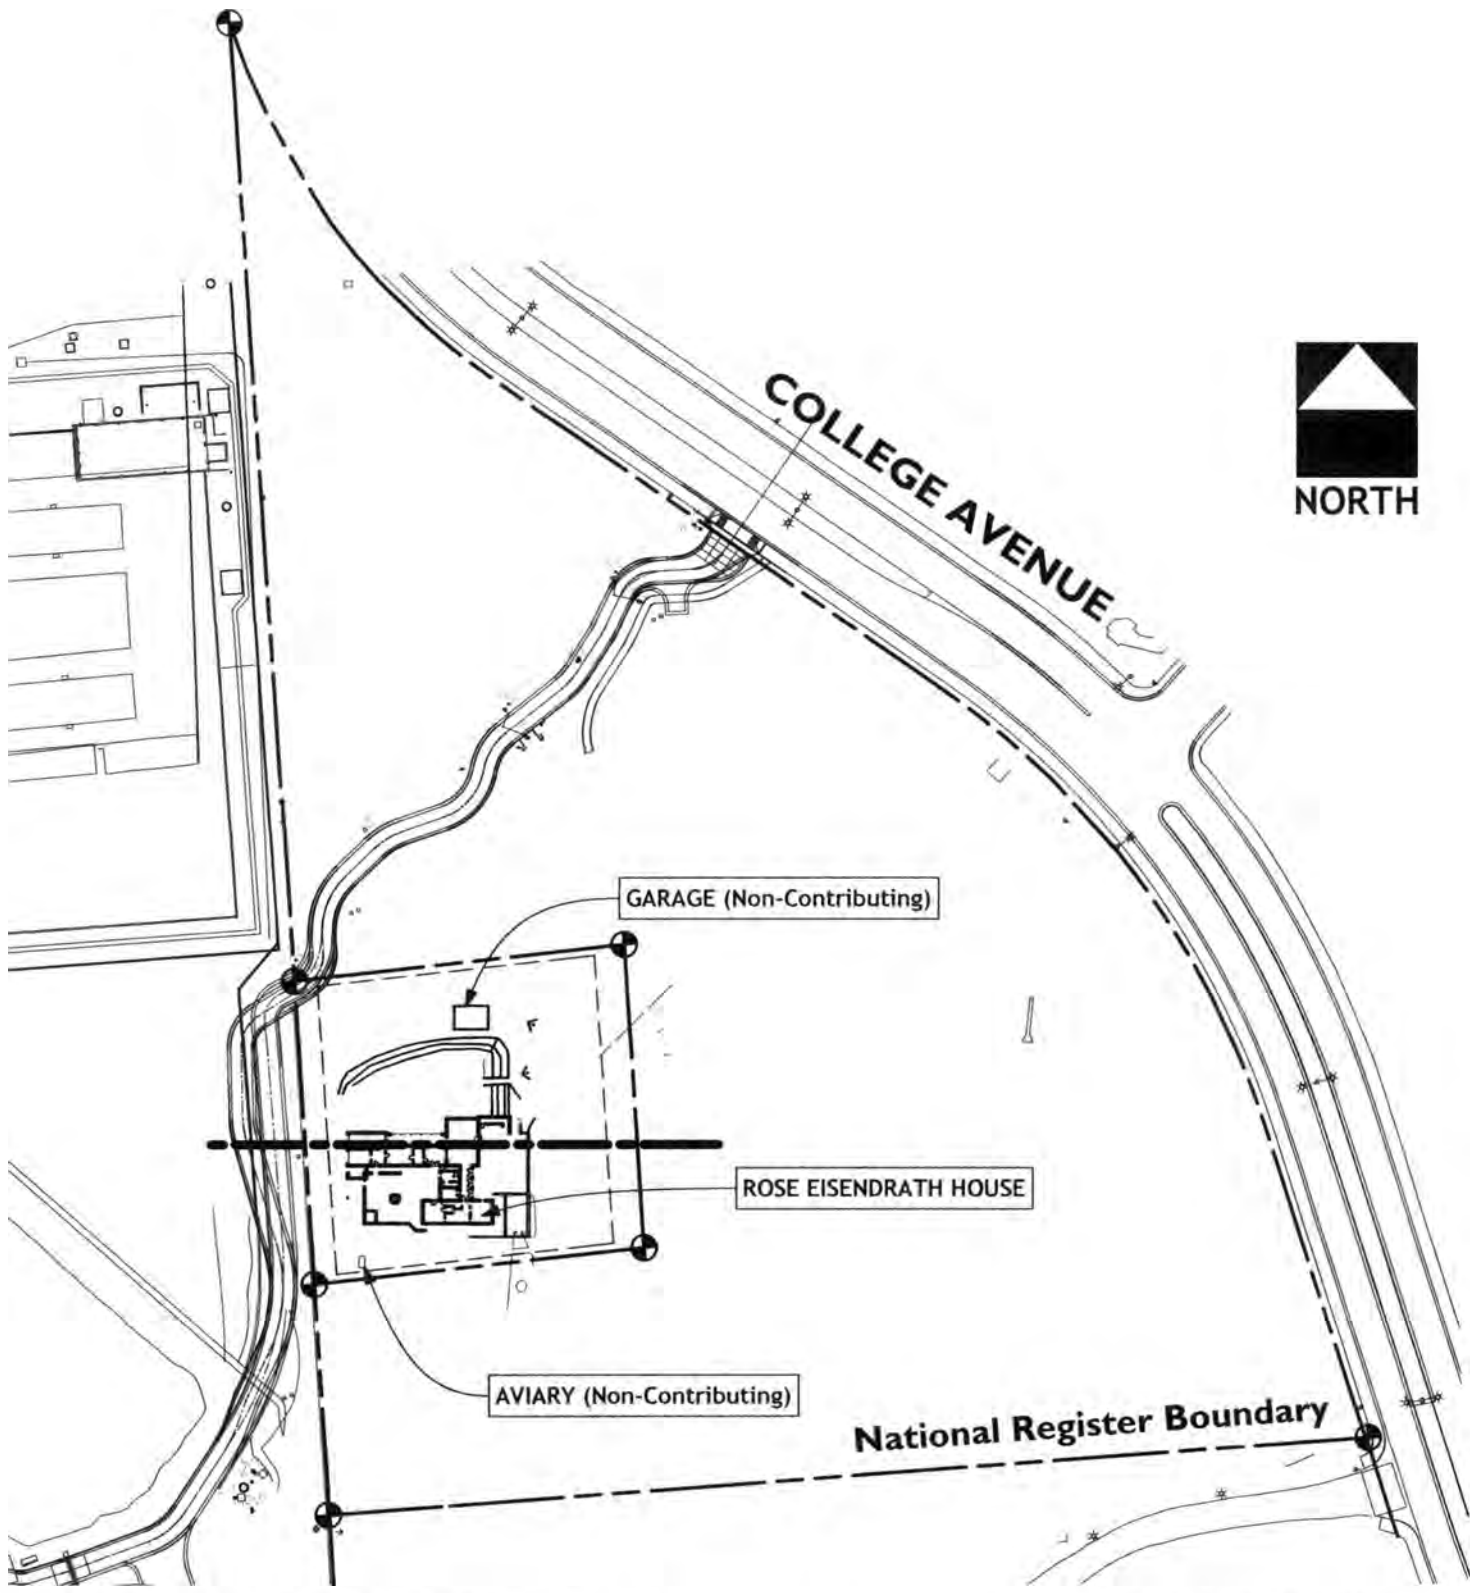 COLLEGE AVENUE
NORTH
GARAGE (Non-Contributing)
ROSE EISENDRATH HOUSE
AVIARY (Non-Contributing)
National Register Boundary